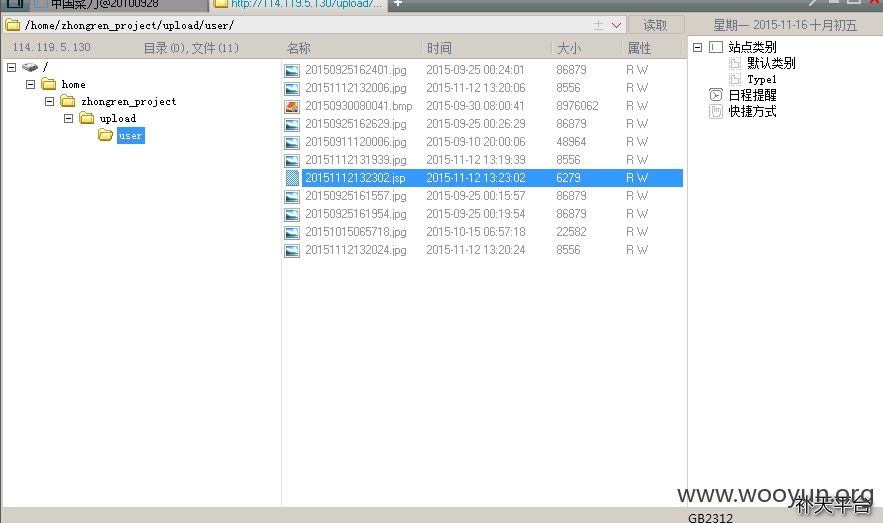 中国菜刀@20100928
http://114.119.5.130/upload/...
/home/zhongren_project/upload/user/
读取
星期一 2015-11-16 十月初五
114.119.5.130 目录(0),文件(11)
名称 时间 大小 属性
/
home
zhongren_project
upload
user
20150925162401.jpg 2015-09-25 00:24:01 86879 R W
20151112132006.jpg 2015-11-12 13:20:06 8556 R W
20150930080041.bmp 2015-09-30 08:00:41 8976062 R W
20150925162629.jpg 2015-09-25 00:26:29 86879 R W
20150911120006.jpg 2015-09-10 20:00:06 48964 R W
20151112131939.jpg 2015-11-12 13:19:39 8556 R W
20151112132302.jsp 2015-11-12 13:23:02 6279 R W
20150925161557.jpg 2015-09-25 00:15:57 86879 R W
20150925161954.jpg 2015-09-25 00:19:54 86879 R W
20151015065718.jpg 2015-10-15 06:57:18 22582 R W
20151112132024.jpg 2015-11-12 13:20:24 8556 R W
站点类别
默认类别
Type1
日程提醒
快捷方式
www.wooyun.org
补天平台
GB2312